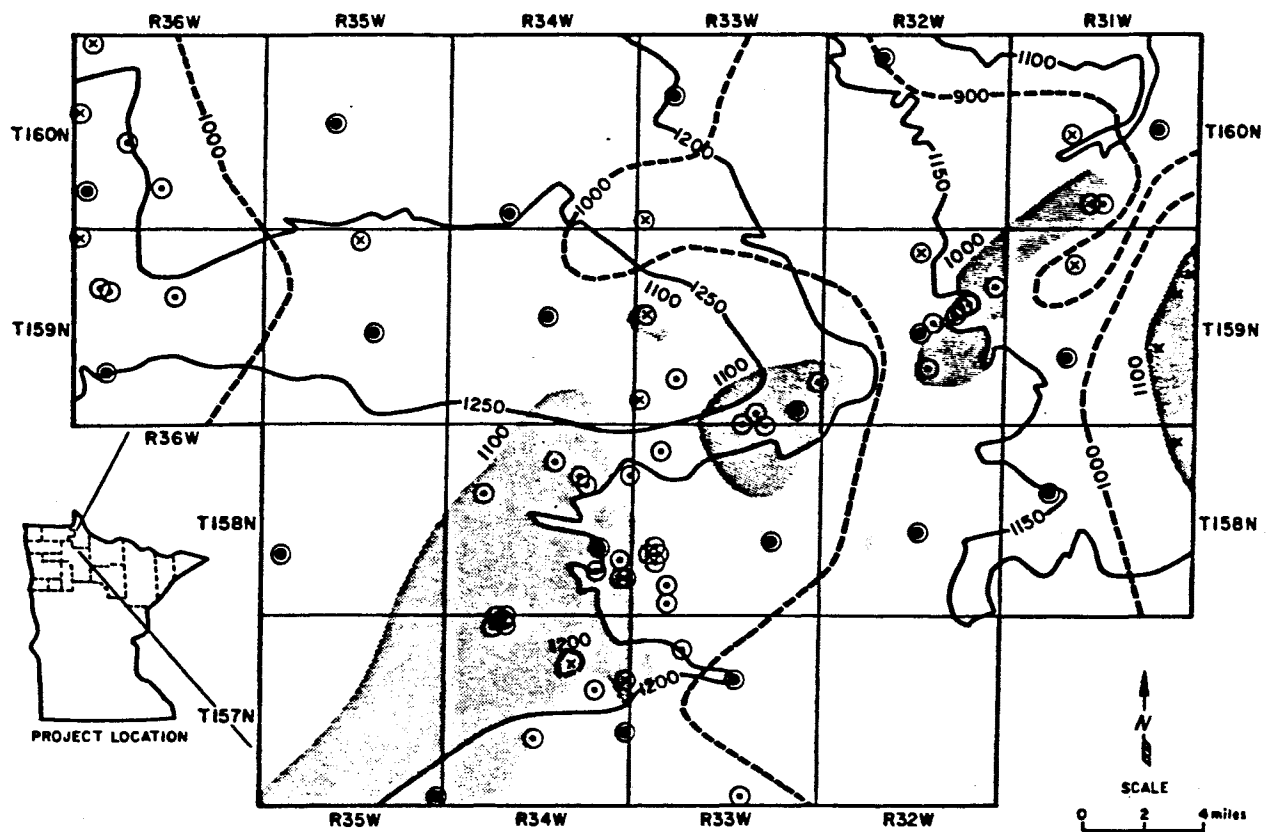 R36W R35W R34W R33W R32W R31W
1100
900
1000
T160N
T160N
1200
1150
1000
1000
1100
1250
T159N
T159N
1100
1100
1250
R36W
1100
1000
T158N
T158N
1150
1200
1200
T157N
PROJECT LOCATION
N
SCALE
0 2 4 miles
R35W R34W R33W R32W